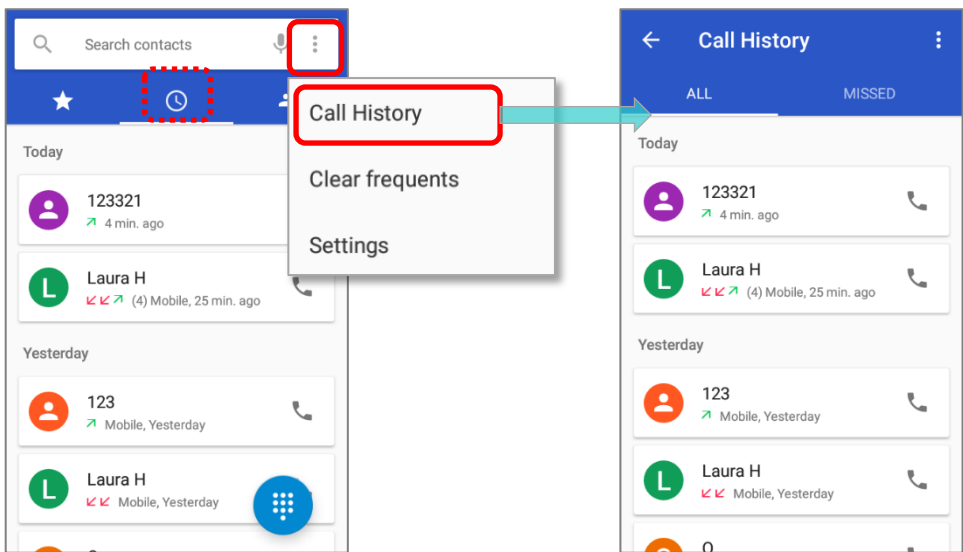 Search contacts
Today
123321
4 min. ago
L
Laura H
(4) Mobile, 25 min. ago
Yesterday
123
Mobile, Yesterday
L
Laura H
Mobile, Yesterday
Call History
Clear frequents
Settings
Call History
ALL MISSED
Today
123321
4 min. ago
L
Laura H
(4) Mobile, 25 min. ago
Yesterday
123
Mobile, Yesterday
L
Laura H
Mobile, Yesterday